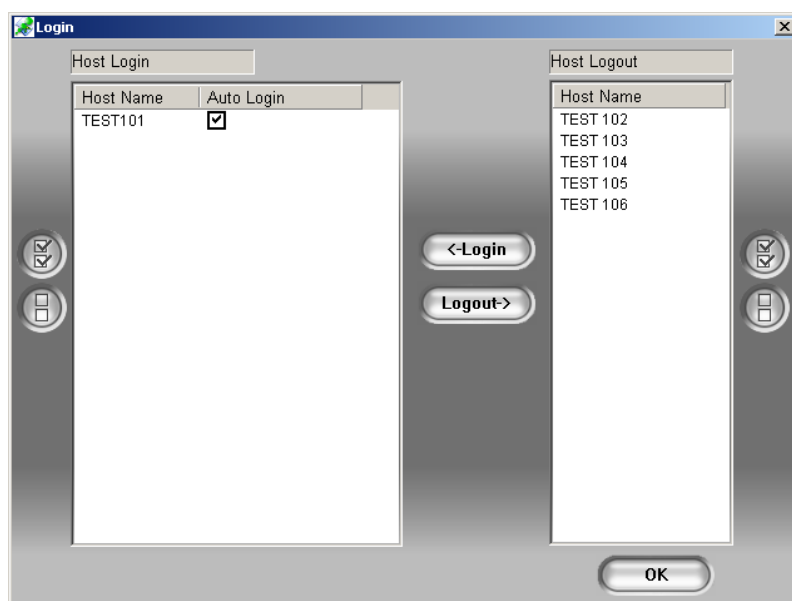 Login
Host Login
Host Logout
Host Name Auto Login
Host Name
TEST101
TEST 102
TEST 103
TEST 104
TEST 105
TEST 106
<-Login
Logout->
OK